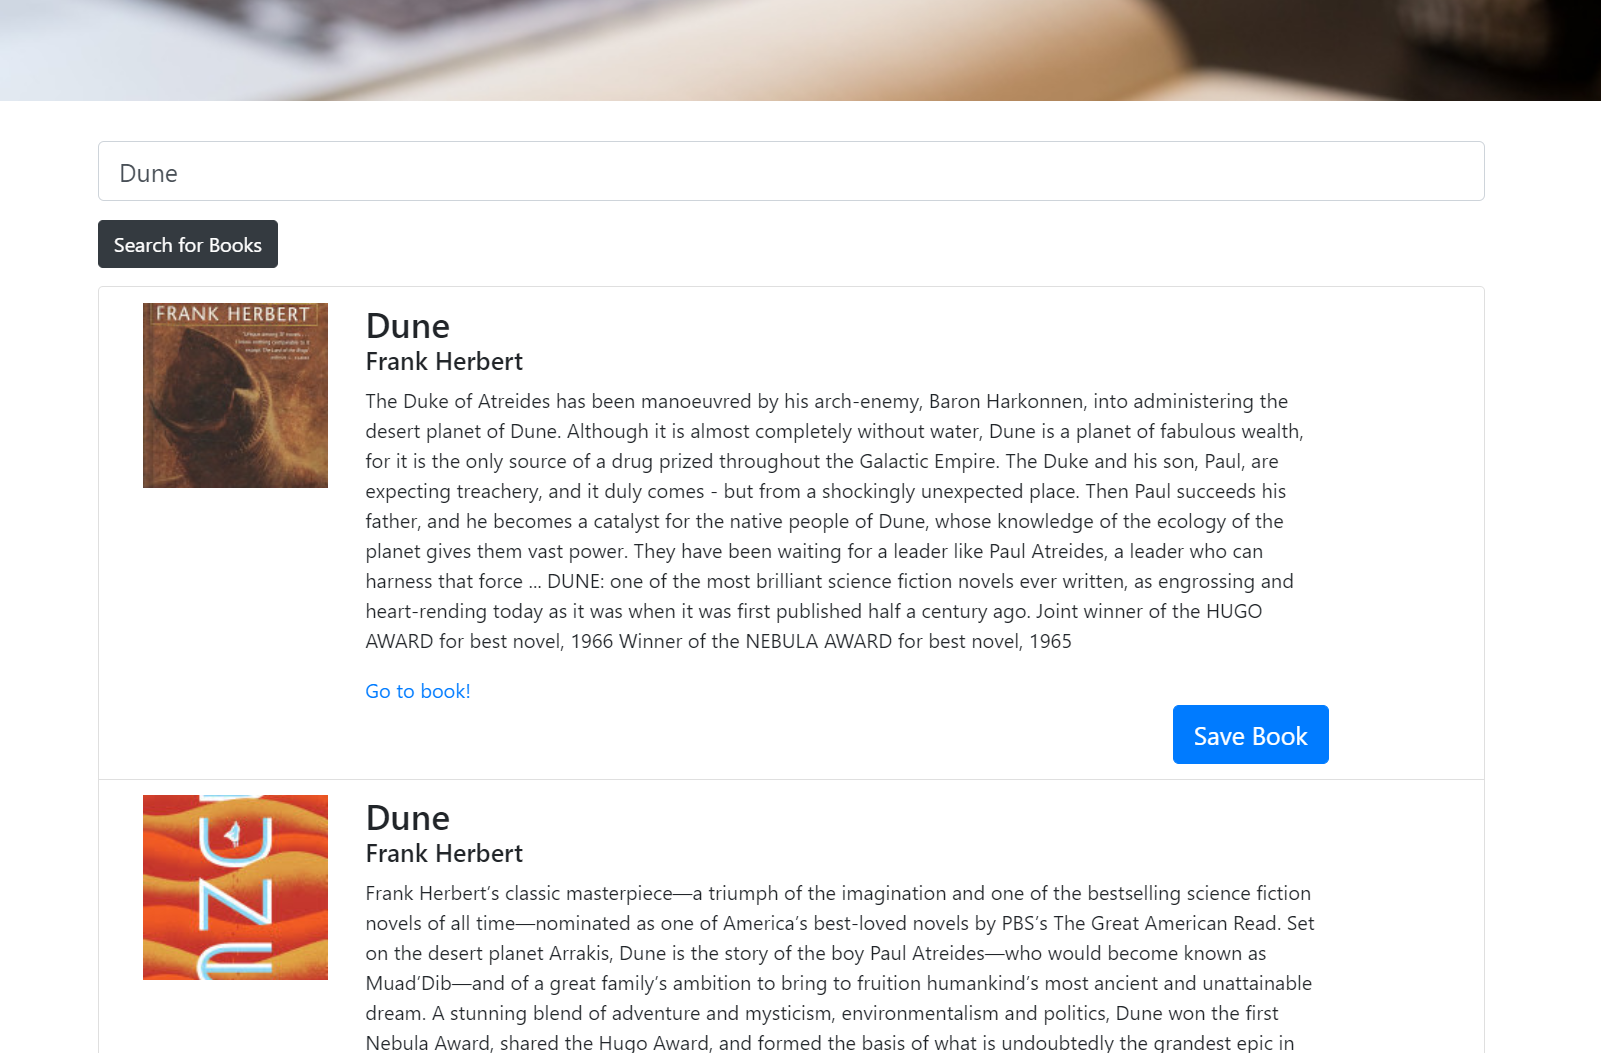 Dune
Search for Books
FRANK HERBERT
Dune
Frank Herbert
The Duke of Atreides has been manoeuvred by his arch-enemy, Baron Harkonnen, into administering the
desert planet of Dune. Although it is almost completely without water, Dune is a planet of fabulous wealth,
for it is the only source of a drug prized throughout the Galactic Empire. The Duke and his son, Paul, are
expecting treachery, and it duly comes - but from a shockingly unexpected place. Then Paul succeeds his
father, and he becomes a catalyst for the native people of Dune, whose knowledge of the ecology of the
planet gives them vast power. They have been waiting for a leader like Paul Atreides, a leader who can
harness that force ... DUNE: one of the most brilliant science fiction novels ever written, as engrossing and
heart-rending today as it was when it was first published half a century ago. Joint winner of the HUGO
AWARD for best novel, 1966 Winner of the NEBULA AWARD for best novel, 1965
Go to book!
Save Book
Dune
Frank Herbert
Frank Herbert’s classic masterpiece—a triumph of the imagination and one of the bestselling science fiction
novels of all time—nominated as one of America’s best-loved novels by PBS’s The Great American Read. Set
on the desert planet Arrakis, Dune is the story of the boy Paul Atreides—who would become known as
Muad’Dib—and of a great family’s ambition to bring to fruition humankind’s most ancient and unattainable
dream. A stunning blend of adventure and mysticism, environmentalism and politics, Dune won the first
Nebula Award, shared the Hugo Award, and formed the basis of what is undoubtedly the grandest epic in